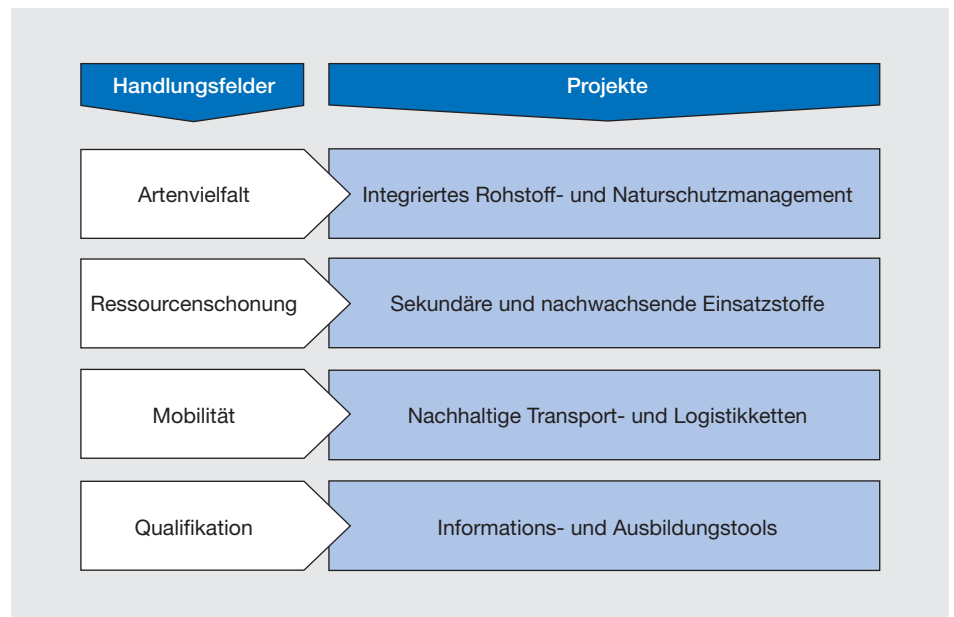 Handlungsfelder
Projekte
Artenvielfalt
Integriertes Rohstoff- und Naturschutzmanagement
Ressourcenschonung
Sekundäre und nachwachsende Einsatzstoffe
Mobilität
Nachhaltige Transport- und Logistikketten
Qualifikation
Informations- und Ausbildungstools